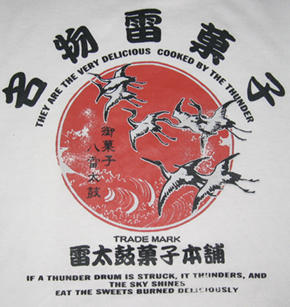 名物雷菓子
THEY ARE THE VERY DELICIOUS COOKED BY THE THUNDER
御菓子
八雷太鼓
TRADE MARK
雷太鼓菓子本舗
IF A THUNDER DRUM IS STRUCK, IT THUNDERS, AND
THE SKY SHINES
EAT THE SWEETS BURNED DELICIOUSLY